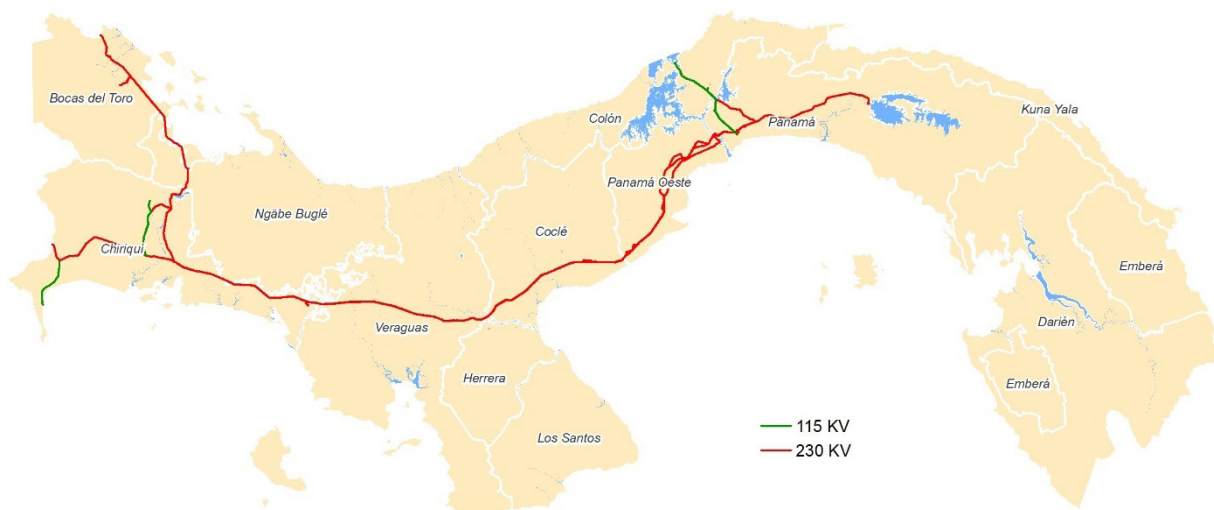 Bocas del Toro
Kuna Yala
Colón
Panamá
Panamá Oeste
Ngäbe Buglé
Coclé
Chiriquí
Emberá
Veraguas
Darién
Herrera
Emberá
Los Santos
115 KV
230 KV